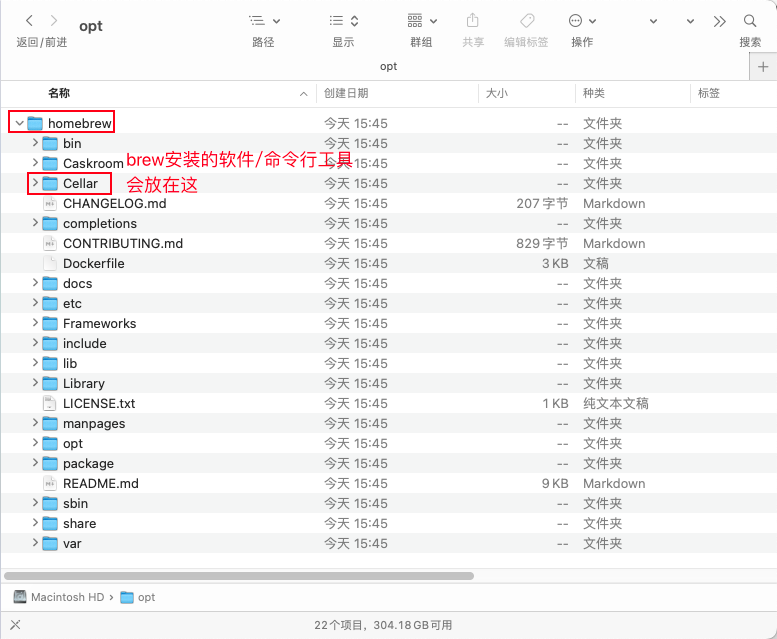 opt
返回/前进
路径
显示
群组
共享
编辑标签
操作
搜索
opt
名称 创建日期 大小 种类 标签
homebrew 今天 15:45 -- 文件夹
bin 今天 15:45 -- 文件夹
Caskroom 今天 15:45 -- 文件夹
brew安装的软件/命令行工具
Cellar 今天 15:45 -- 文件夹
会放在这
CHANGELOG.md 今天 15:45 207 字节 Markdown
completions 今天 15:45 -- 文件夹
CONTRIBUTING.md 今天 15:45 829 字节 Markdown
Dockerfile 今天 15:45 3 KB 文稿
docs 今天 15:45 -- 文件夹
etc 今天 15:45 -- 文件夹
Frameworks 今天 15:45 -- 文件夹
include 今天 15:45 -- 文件夹
lib 今天 15:45 -- 文件夹
Library 今天 15:45 -- 文件夹
LICENSE.txt 今天 15:45 1 KB 纯文本文稿
manpages 今天 15:45 -- 文件夹
opt 今天 15:45 -- 文件夹
package 今天 15:45 -- 文件夹
README.md 今天 15:45 9 KB Markdown
sbin 今天 15:45 -- 文件夹
share 今天 15:45 -- 文件夹
var 今天 15:45 -- 文件夹
Macintosh HD › opt
22个项目，304.18 GB可用